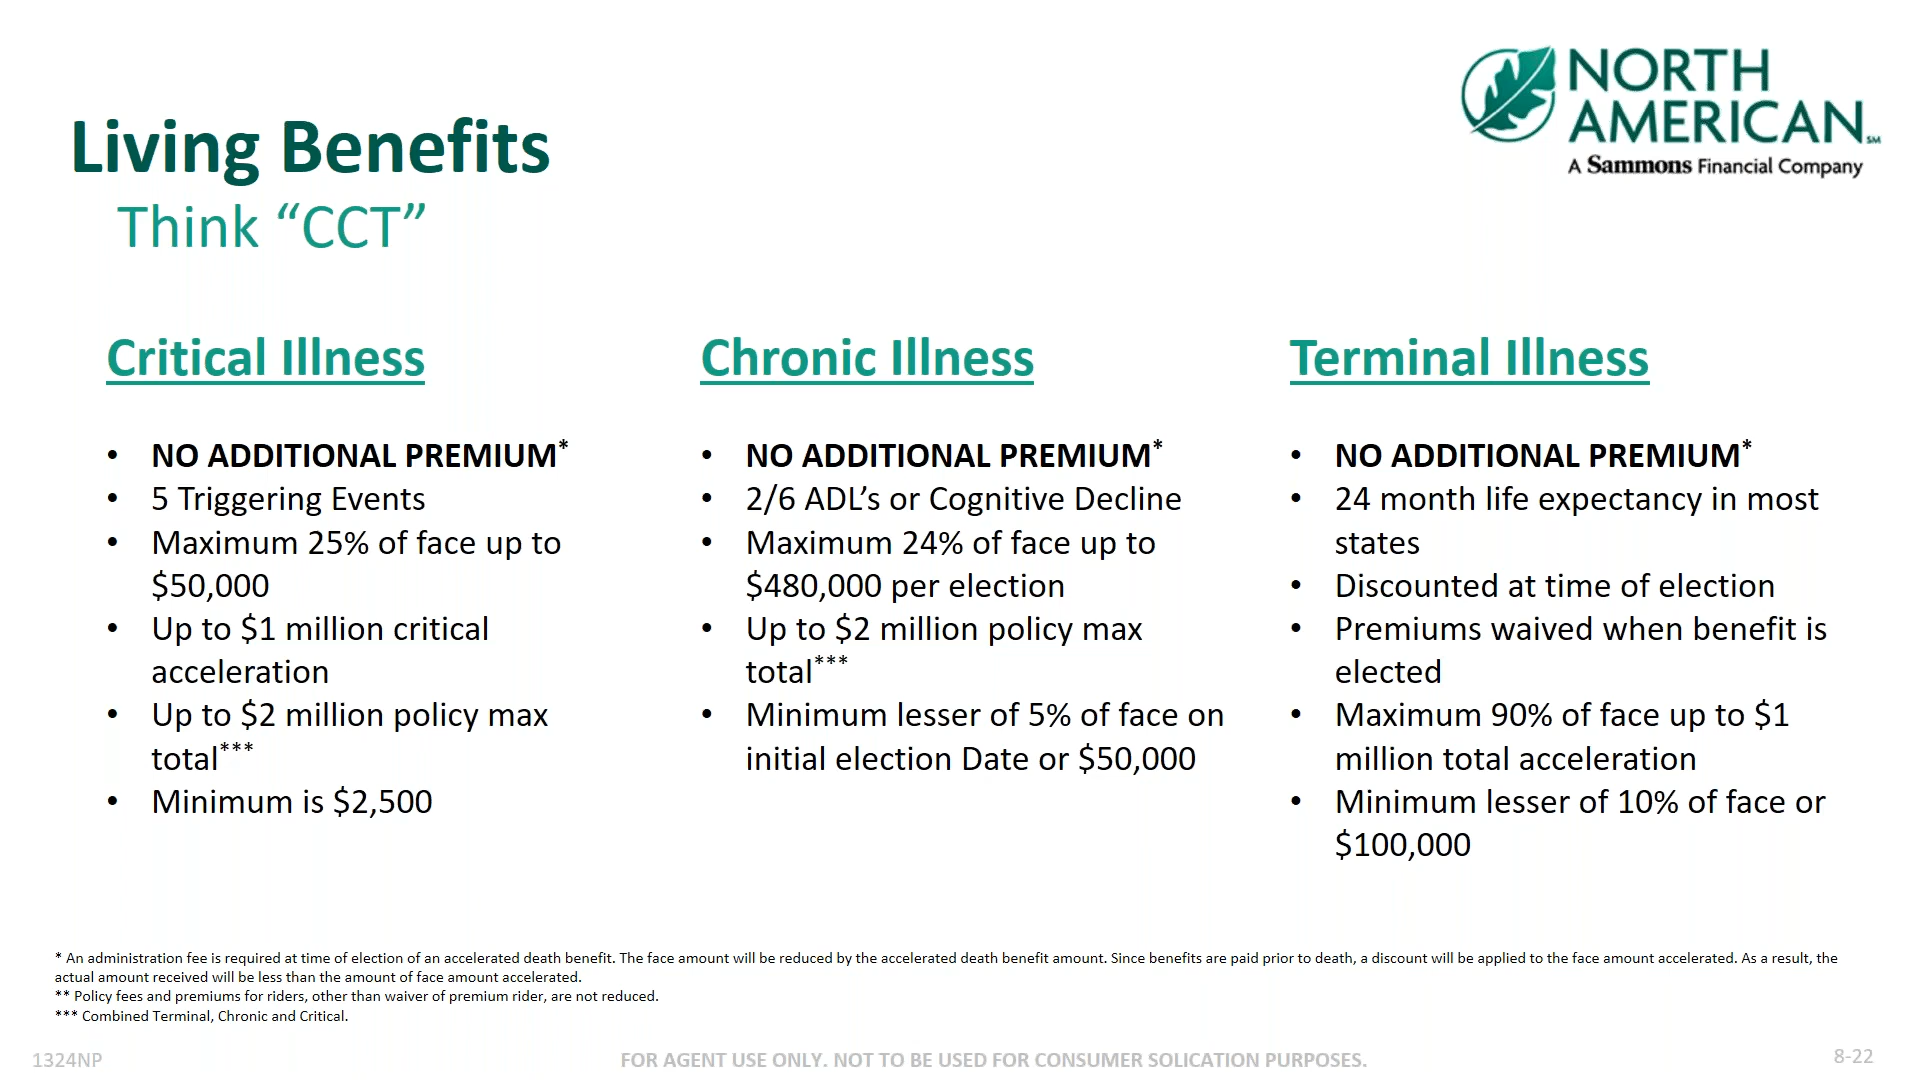 NORTH
AMERICAN℠
A Sammons Financial Company
Living Benefits
Think “CCT”
Critical Illness
• NO ADDITIONAL PREMIUM*
• 5 Triggering Events
• Maximum 25% of face up to
$50,000
• Up to $1 million critical
acceleration
• Up to $2 million policy max
total***
• Minimum is $2,500
Chronic Illness
• NO ADDITIONAL PREMIUM*
• 2/6 ADL’s or Cognitive Decline
• Maximum 24% of face up to
$480,000 per election
• Up to $2 million policy max
total***
• Minimum lesser of 5% of face on
initial election Date or $50,000
Terminal Illness
• NO ADDITIONAL PREMIUM*
• 24 month life expectancy in most
states
• Discounted at time of election
• Premiums waived when benefit is
elected
• Maximum 90% of face up to $1
million total acceleration
• Minimum lesser of 10% of face or
$100,000
* An administration fee is required at time of election of an accelerated death benefit. The face amount will be reduced by the accelerated death benefit amount. Since benefits are paid prior to death, a discount will be applied to the face amount accelerated. As a result, the
actual amount received will be less than the amount of face amount accelerated.
** Policy fees and premiums for riders, other than waiver of premium rider, are not reduced.
*** Combined Terminal, Chronic and Critical.
1324NP
FOR AGENT USE ONLY. NOT TO BE USED FOR CONSUMER SOLICATION PURPOSES.
8-22